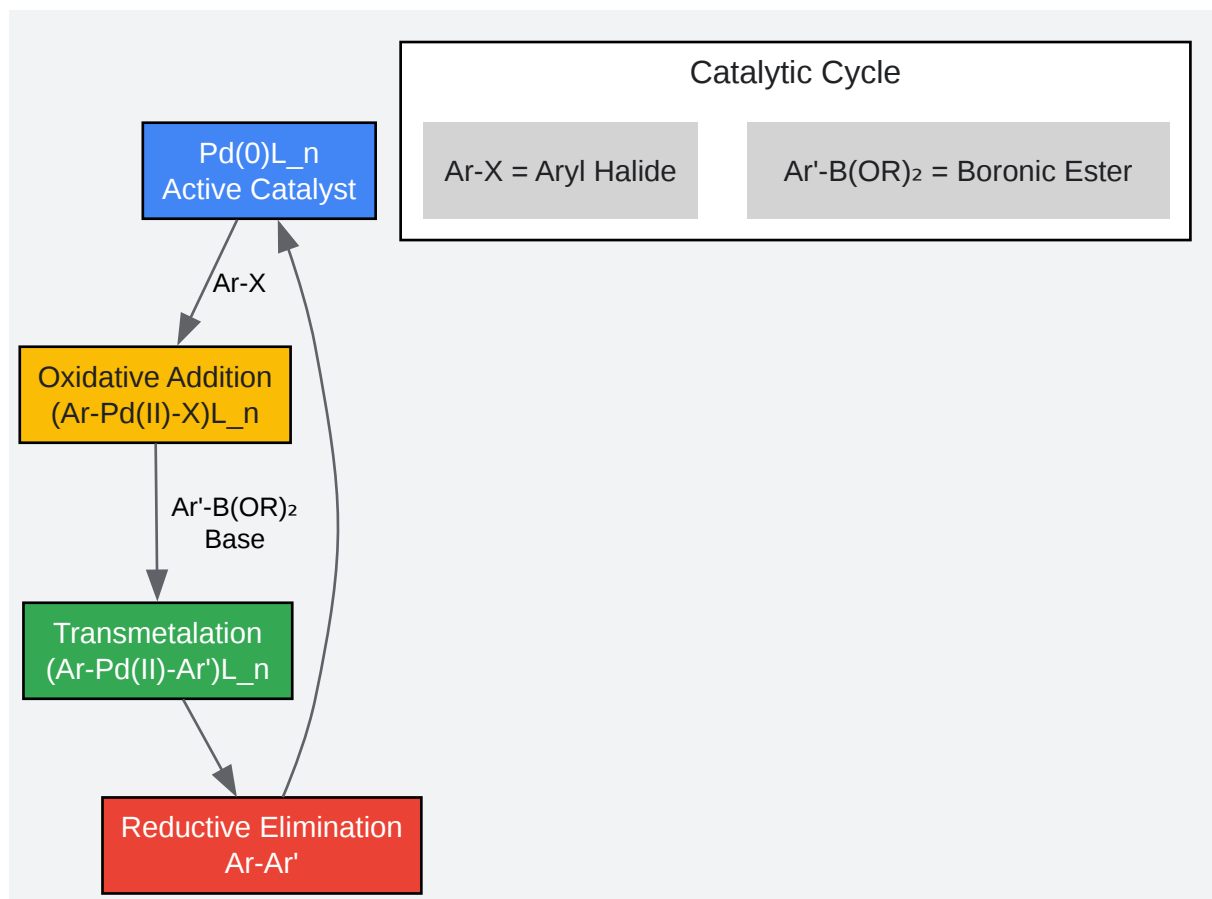 Catalytic Cycle
Pd(0)L_n
Active Catalyst
Ar-X = Aryl Halide
Ar'-B(OR)₂ = Boronic Ester
Ar-X
Oxidative Addition
(Ar-Pd(II)-X)L_n
Ar'-B(OR)₂
Base
Transmetalation
(Ar-Pd(II)-Ar')L_n
Reductive Elimination
Ar-Ar'